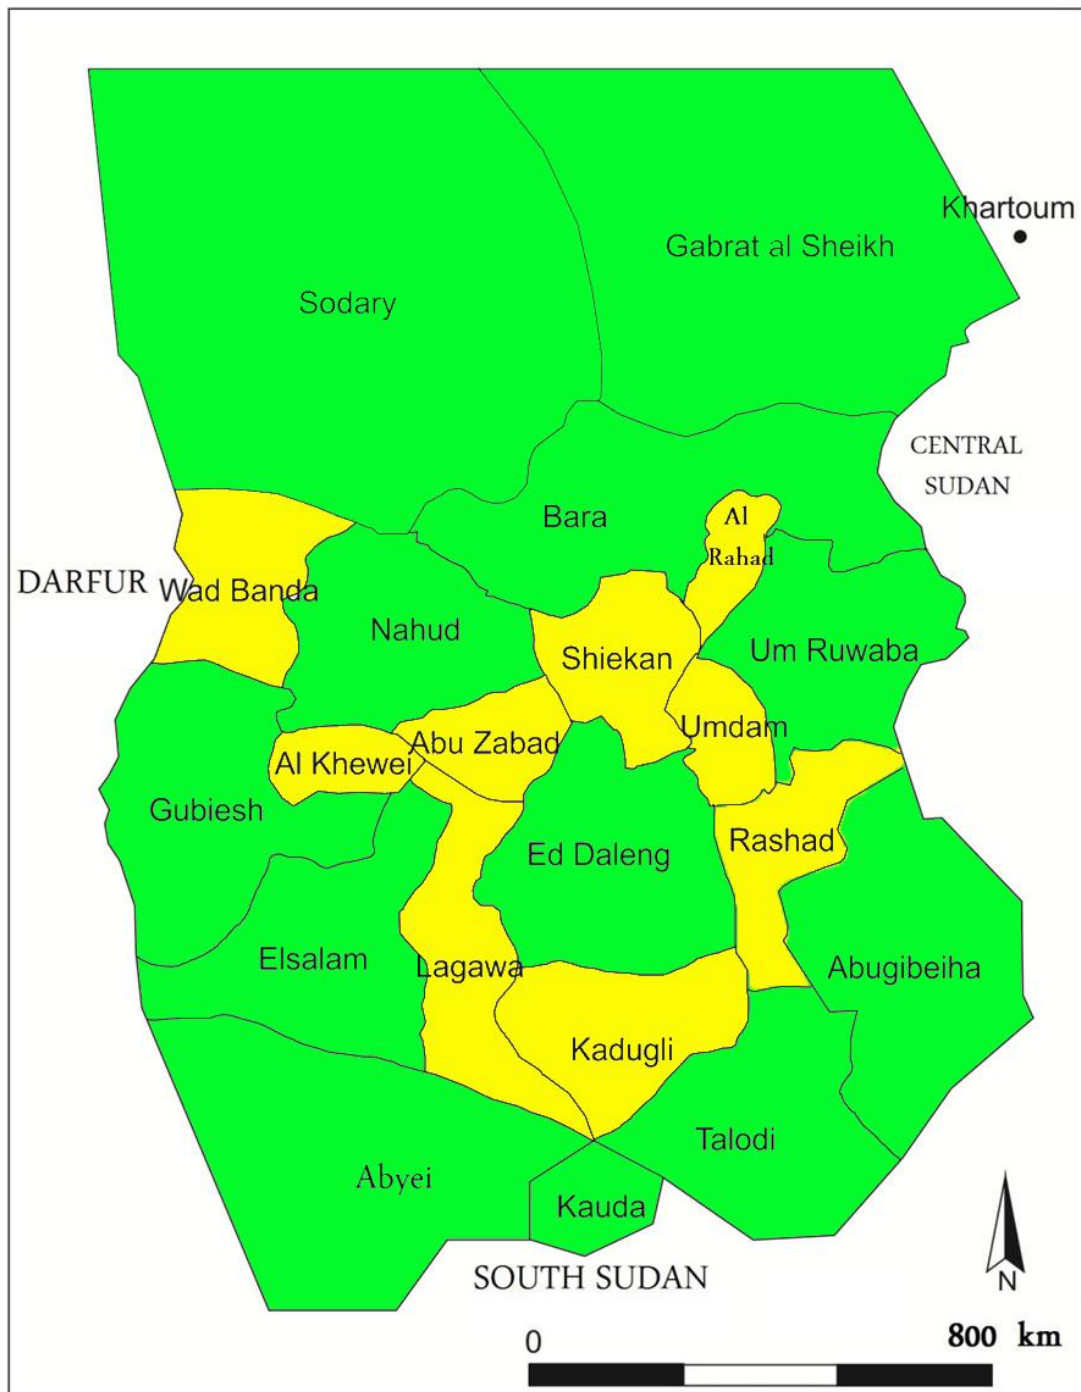 Khartoum
Gabrat al Sheikh
Sodary
CENTRAL
SUDAN
Bara
Al
Rahad
DARFUR
Wad Banda
Nahud
Shiekan
Um Ruwaba
Umdam
Abu Zabad
Al Khewei
Gubiesh
Ed Daleng
Rashad
Elsalam
Lagawa
Abugibeiha
Kadugli
Talodi
Abyei
Kauda
SOUTH SUDAN
N
0
800 km